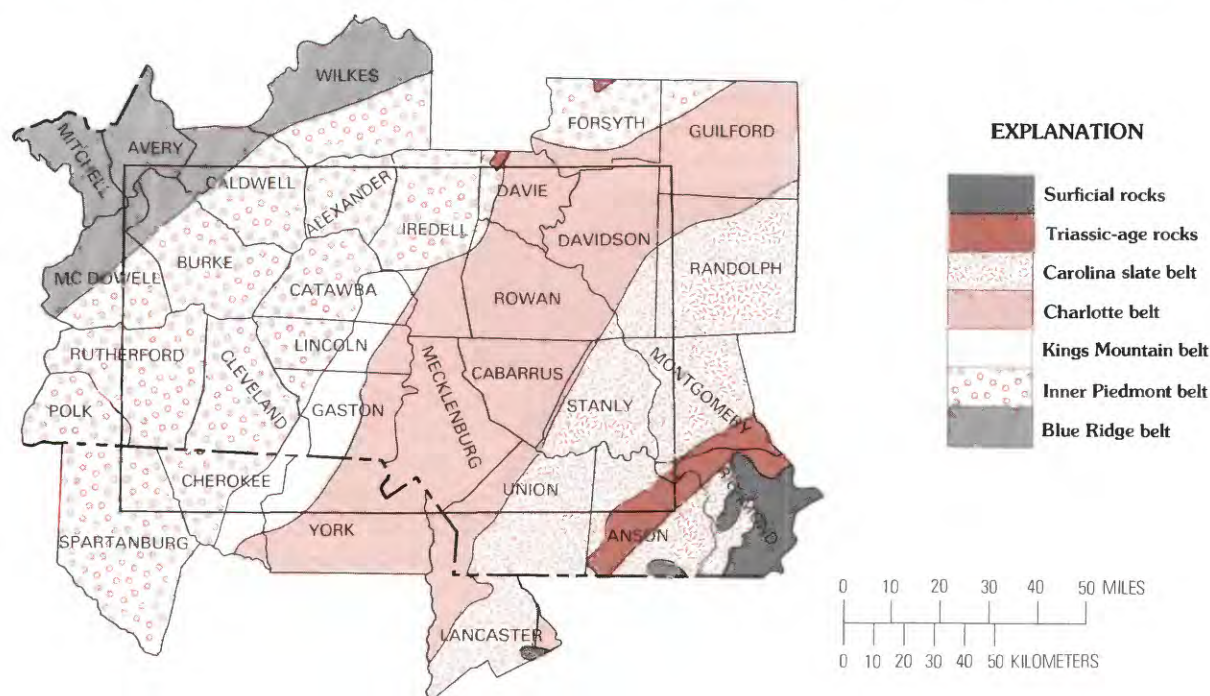 WILKES
MITCHELL
AVERY
FORSYTH
GUILFORD
CALDWELL
ALEXANDER
DAVIE
IREDELL
DAVIDSON
BURKE
RANDOLPH
MC DOWELL
CATAWBA
ROWAN
LINCOLN
RUTHERFORD
CLEVELAND
MECKLENBURG
CABARRUS
MONTGOMERY
POLK
GASTON
STANLY
CHEROKEE
UNION
RICHMOND
YORK
ANSON
SPARTANBURG
LANCASTER
EXPLANATION
Surficial rocks
Triassic-age rocks
Carolina slate belt
Charlotte belt
Kings Mountain belt
Inner Piedmont belt
Blue Ridge belt
0 10 20 30 40 50 MILES
0 10 20 30 40 50 KILOMETERS